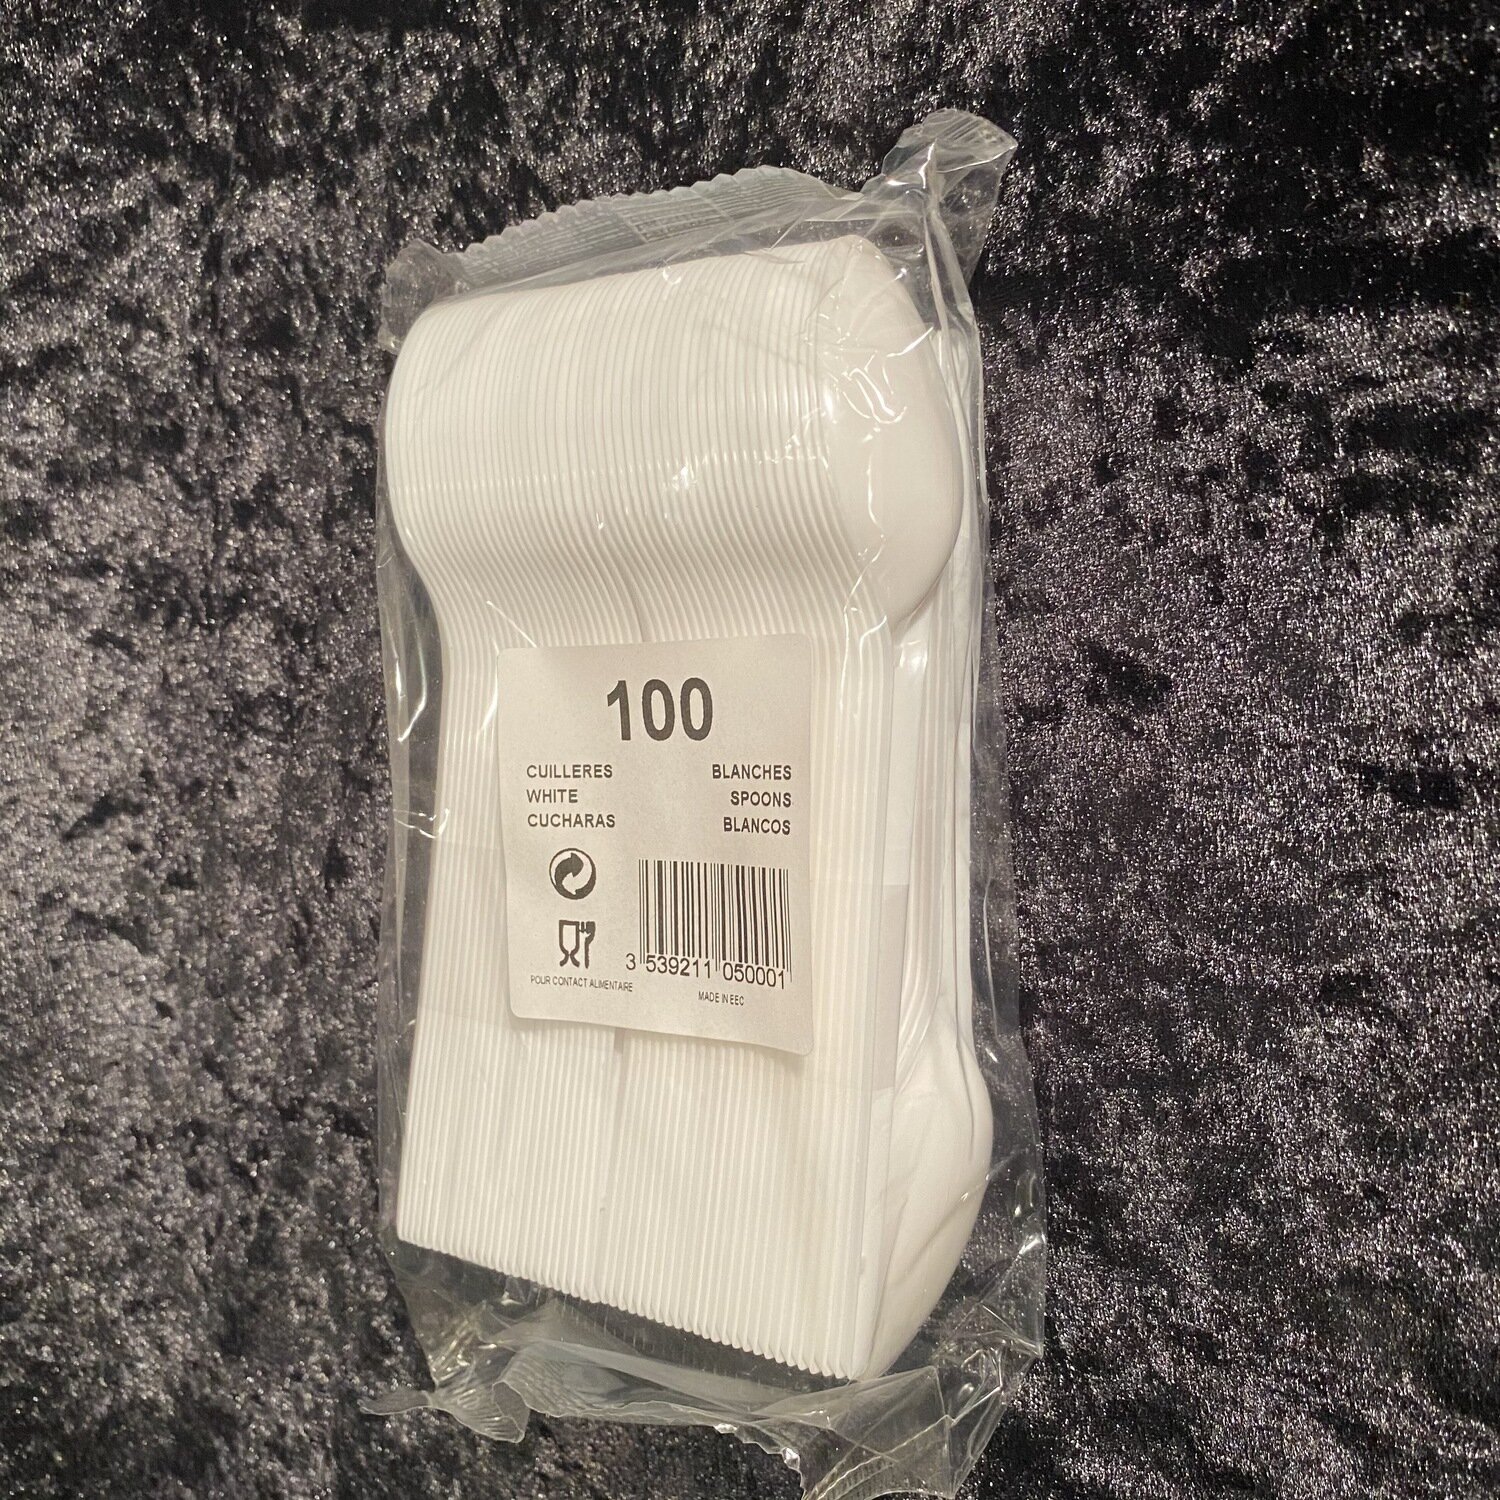 100
CUILLERES BLANCHES
WHITE SPOONS
CUCHARAS BLANCOS
3 539211 050001
POUR CONTACT ALIMENTAIRE
MADE IN EEC